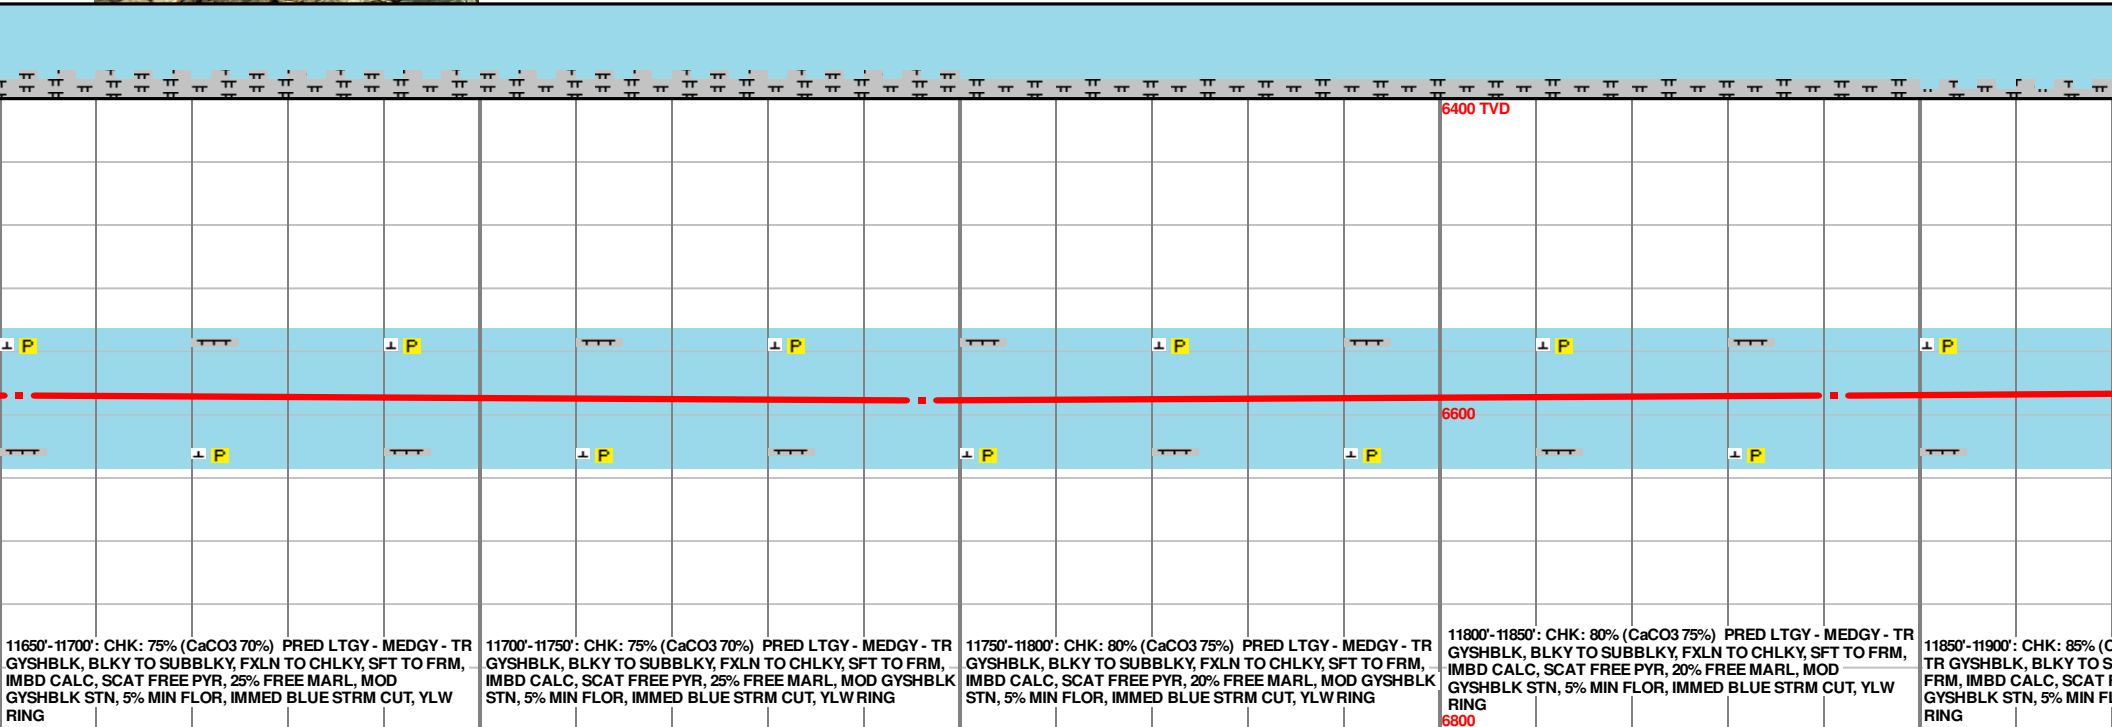 6400 TVD
P
P
P
P
P
P
6600
P
P
P
P
P
11650'-11700': CHK: 75% (CaCO3 70%) PRED LTGY - MEDGY - TR
GYSHBLK, BLKY TO SUBBLKY, FXLN TO CHLKY, SFT TO FRM,
IMBD CALC, SCAT FREE PYR, 25% FREE MARL, MOD
GYSHBLK STN, 5% MIN FLOR, IMMED BLUE STRM CUT, YLW
RING
11700'-11750': CHK: 75% (CaCO3 70%) PRED LTGY - MEDGY - TR
GYSHBLK, BLKY TO SUBBLKY, FXLN TO CHLKY, SFT TO FRM,
IMBD CALC, SCAT FREE PYR, 25% FREE MARL, MOD GYSHBLK
STN, 5% MIN FLOR, IMMED BLUE STRM CUT, YLW RING
11750'-11800': CHK: 80% (CaCO3 75%) PRED LTGY - MEDGY - TR
GYSHBLK, BLKY TO SUBBLKY, FXLN TO CHLKY, SFT TO FRM,
IMBD CALC, SCAT FREE PYR, 20% FREE MARL, MOD GYSHBLK
STN, 5% MIN FLOR, IMMED BLUE STRM CUT, YLW RING
11800'-11850': CHK: 80% (CaCO3 75%) PRED LTGY - MEDGY - TR
GYSHBLK, BLKY TO SUBBLKY, FXLN TO CHLKY, SFT TO FRM,
IMBD CALC, SCAT FREE PYR, 20% FREE MARL, MOD
GYSHBLK STN, 5% MIN FLOR, IMMED BLUE STRM CUT, YLW
RING
11850'-11900': CHK: 85% (C
TR GYSHBLK, BLKY TO S
FRM, IMBD CALC, SCAT F
GYSHBLK STN, 5% MIN FL
RING
6800